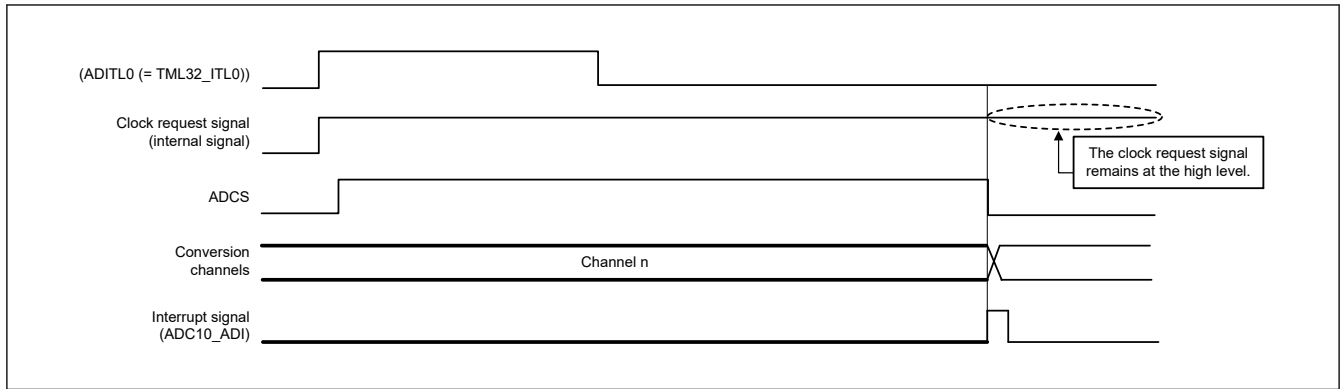 (ADITL0 (= TML32_ITL0))
Clock request signal
(internal signal)
The clock request signal
remains at the high level.
ADCS
Conversion
channels
Channel n
Interrupt signal
(ADC10_ADI)